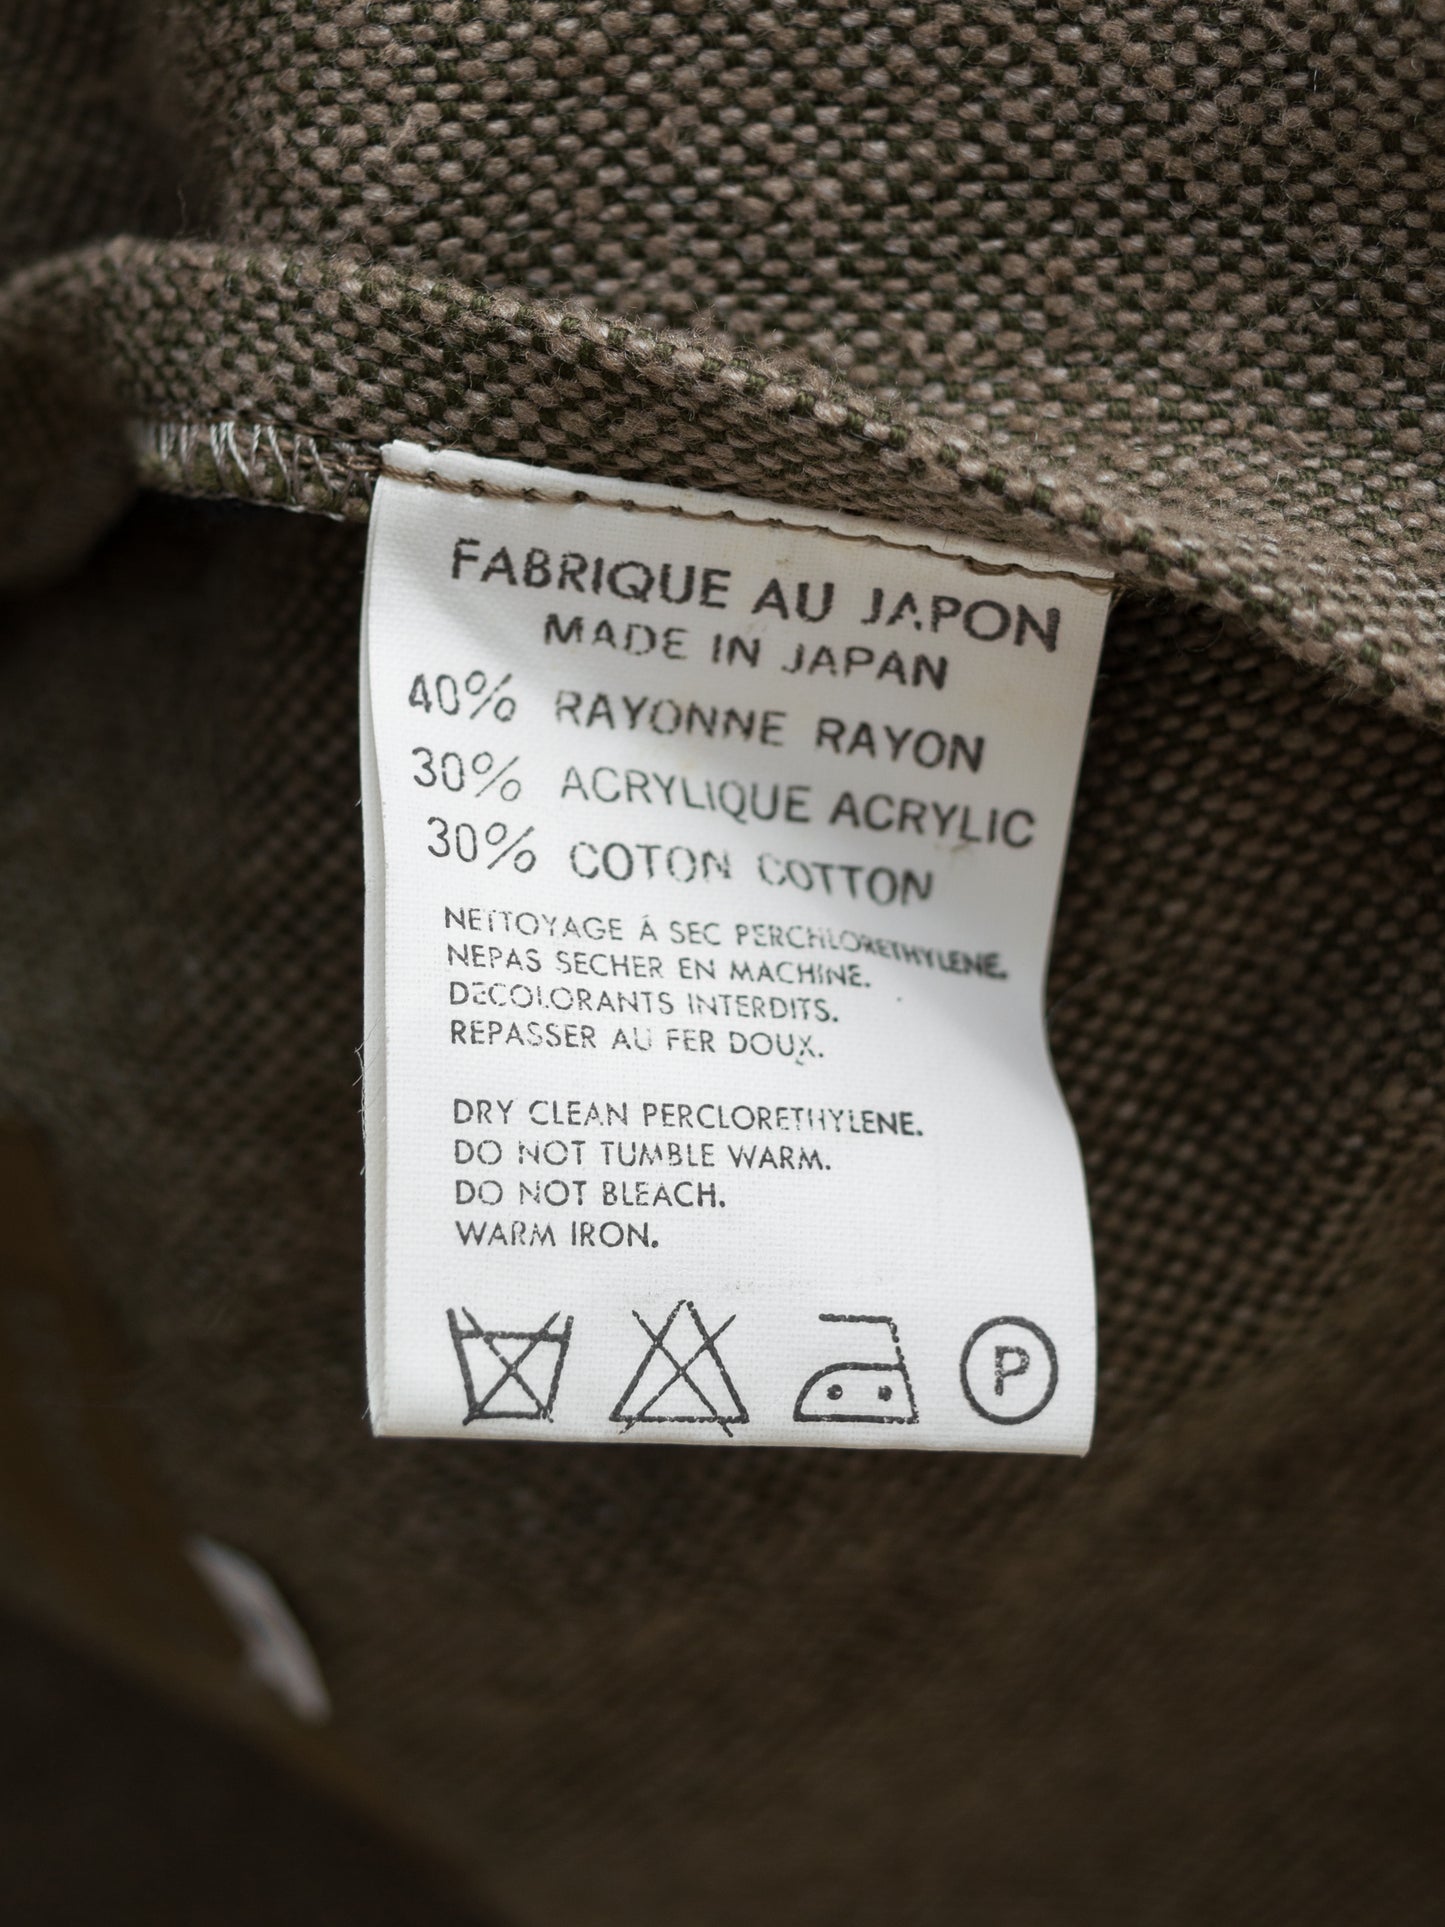 FABRIQUE AU JAPON
MADE IN JAPAN
40% RAYONNE RAYON
30% ACRYLIQUE ACRYLIC
30% COTON COTTON
NETTOYAGE À SEC PERCHLORETHYLENE.
NEPAS SECHER EN MACHINE.
DECOLORANTS INTERDITS.
REPASSER AU FER DOUX.
DRY CLEAN PERCLORETHYLENE.
DO NOT TUMBLE WARM.
DO NOT BLEACH.
WARM IRON.
P